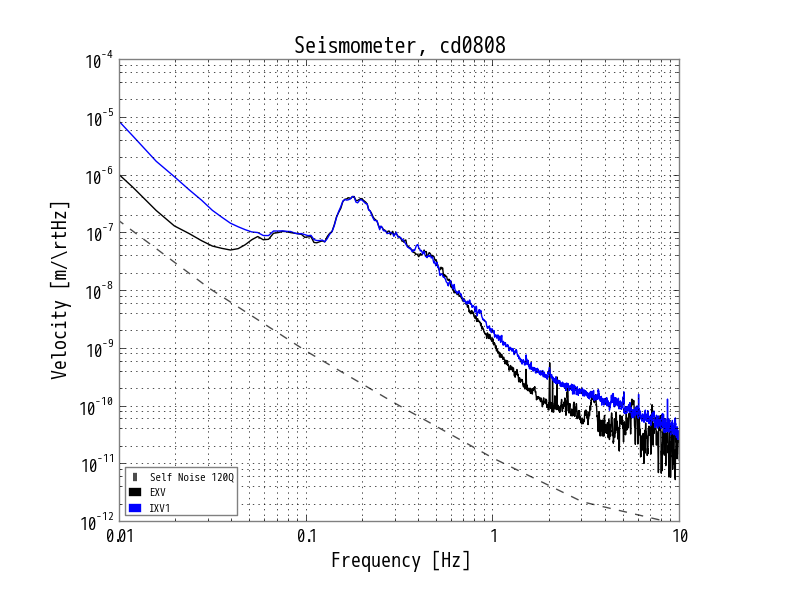 Seismometer, cd0808
10^-4
10^-5
10^-6
10^-7
10^-8
10^-9
10^-10
10^-11
10^-12
Velocity [m/\rtHz]
Self Noise 120Q
EXV
IXV1
0.01 0.1 1 10
Frequency [Hz]